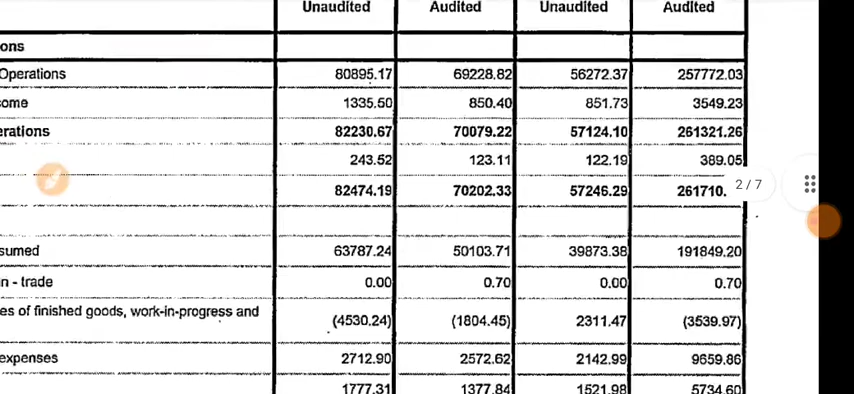 Unaudited Audited Unaudited Audited
ons
Operations 80895.17 69228.82 56272.37 257772.03
ome 1335.50 850.40 851.73 3549.23
erations 82230.67 70079.22 57124.10 261321.26
243.52 123.11 122.19 389.05
82474.19 70202.33 57246.29 261710.
2 / 7
sumed 63787.24 50103.71 39873.38 191849.20
n - trade 0.00 0.70 0.00 0.70
es of finished goods, work-in-progress and
(4530.24) (1804.45) 2311.47 (3539.97)
expenses 2712.90 2572.62 2142.99 9659.86
1777.31 1377.84 1521.98 5734.60